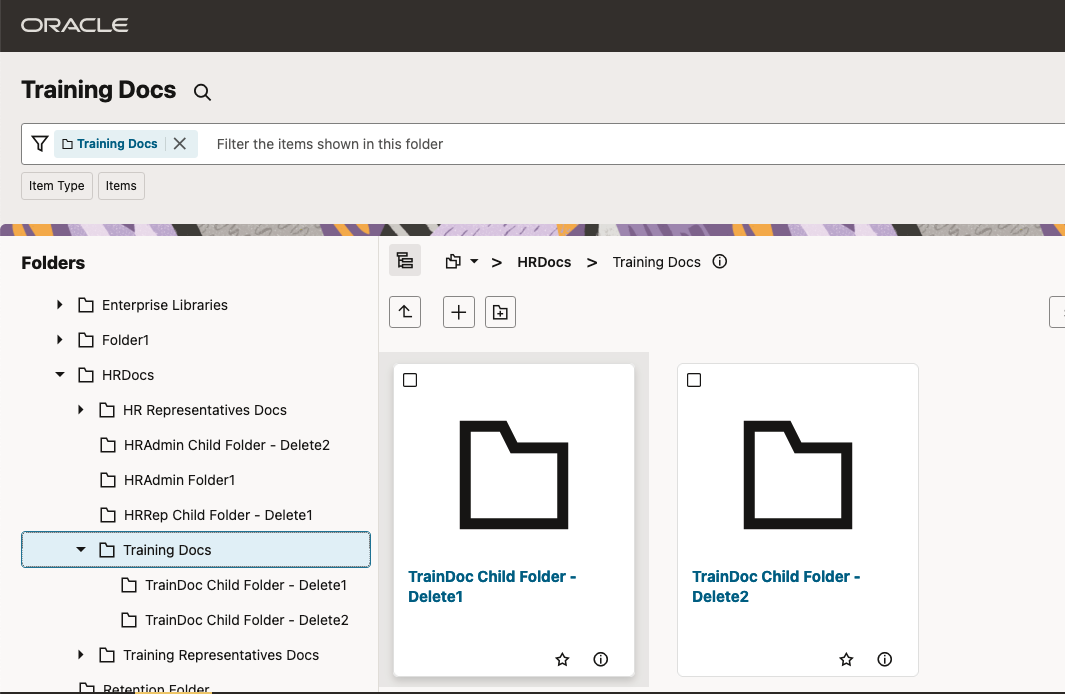 ORACLE
Training Docs
Training Docs
Filter the items shown in this folder
Item Type
Items
Folders
Enterprise Libraries
Folder1
HRDocs
HR Representatives Docs
HRAdmin Child Folder - Delete2
HRAdmin Folder1
HRRep Child Folder - Delete1
Training Docs
TrainDoc Child Folder - Delete1
TrainDoc Child Folder - Delete2
Training Representatives Docs
Retention Folder
> HRDocs > Training Docs
TrainDoc Child Folder -
Delete1
TrainDoc Child Folder -
Delete2